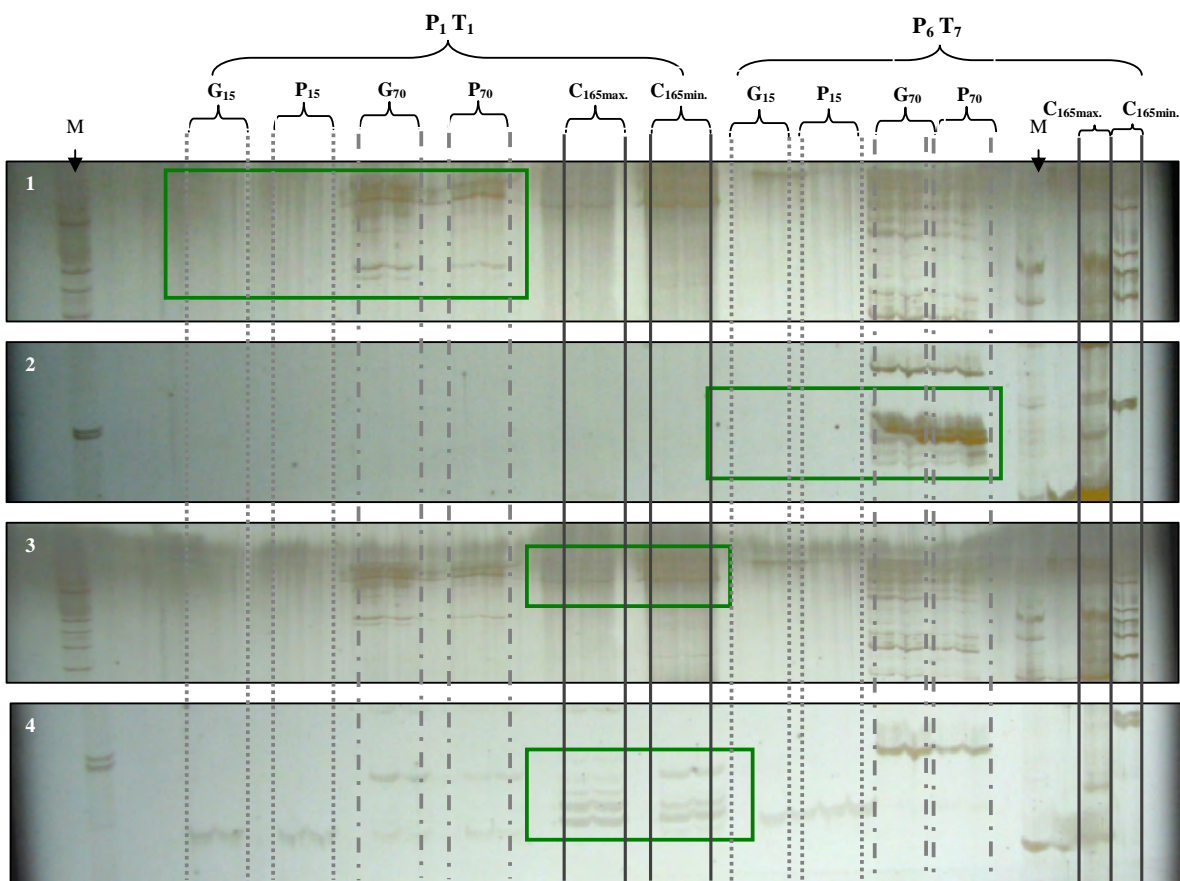 P₁ T₁ P₆ T₇
G₁₅ P₁₅ G₇₀ P₇₀ C₁₆₅max. C₁₆₅min. G₁₅ P₁₅ G₇₀ P₇₀ C₁₆₅max. C₁₆₅min.
M M
1
2
3
4